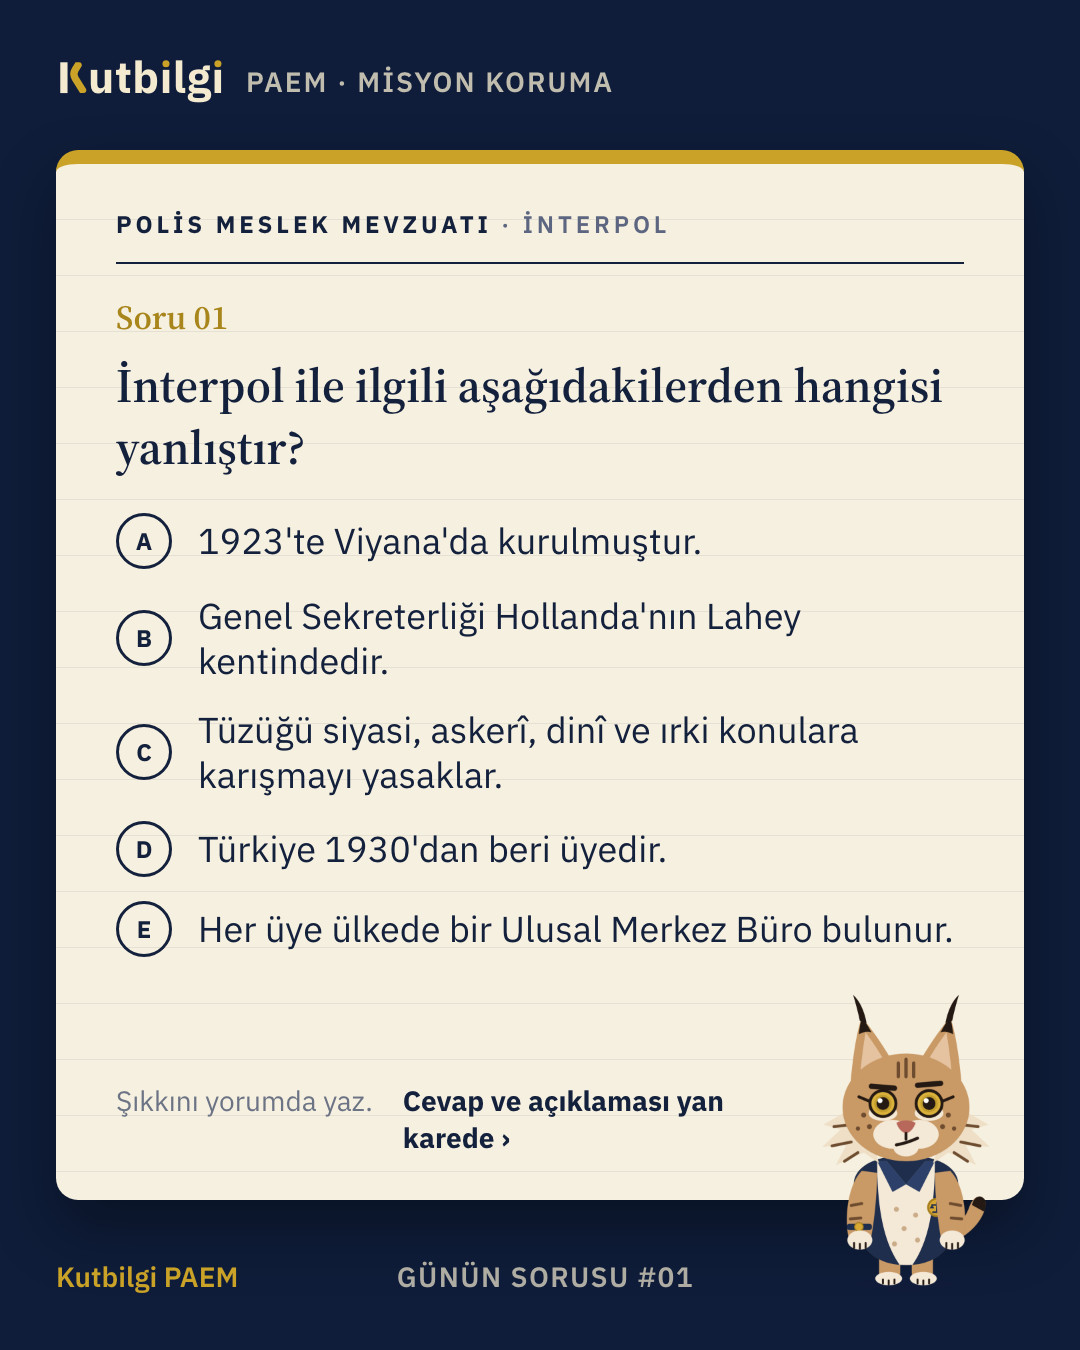 Kutbilgi PAEM · MİSYON KORUMA
POLİS MESLEK MEVZUATI · İNTERPOL
Soru 01
İnterpol ile ilgili aşağıdakilerden hangisi
yanlıştır?
A 1923'te Viyana'da kurulmuştur.
B Genel Sekreterliği Hollanda'nın Lahey
kentindedir.
C Tüzüğü siyasi, askerî, dinî ve ırki konulara
karışmayı yasaklar.
D Türkiye 1930'dan beri üyedir.
E Her üye ülkede bir Ulusal Merkez Büro bulunur.
Şıkkını yorumda yaz. Cevap ve açıklaması yan
karede ›
Kutbilgi PAEM GÜNÜN SORUSU #01